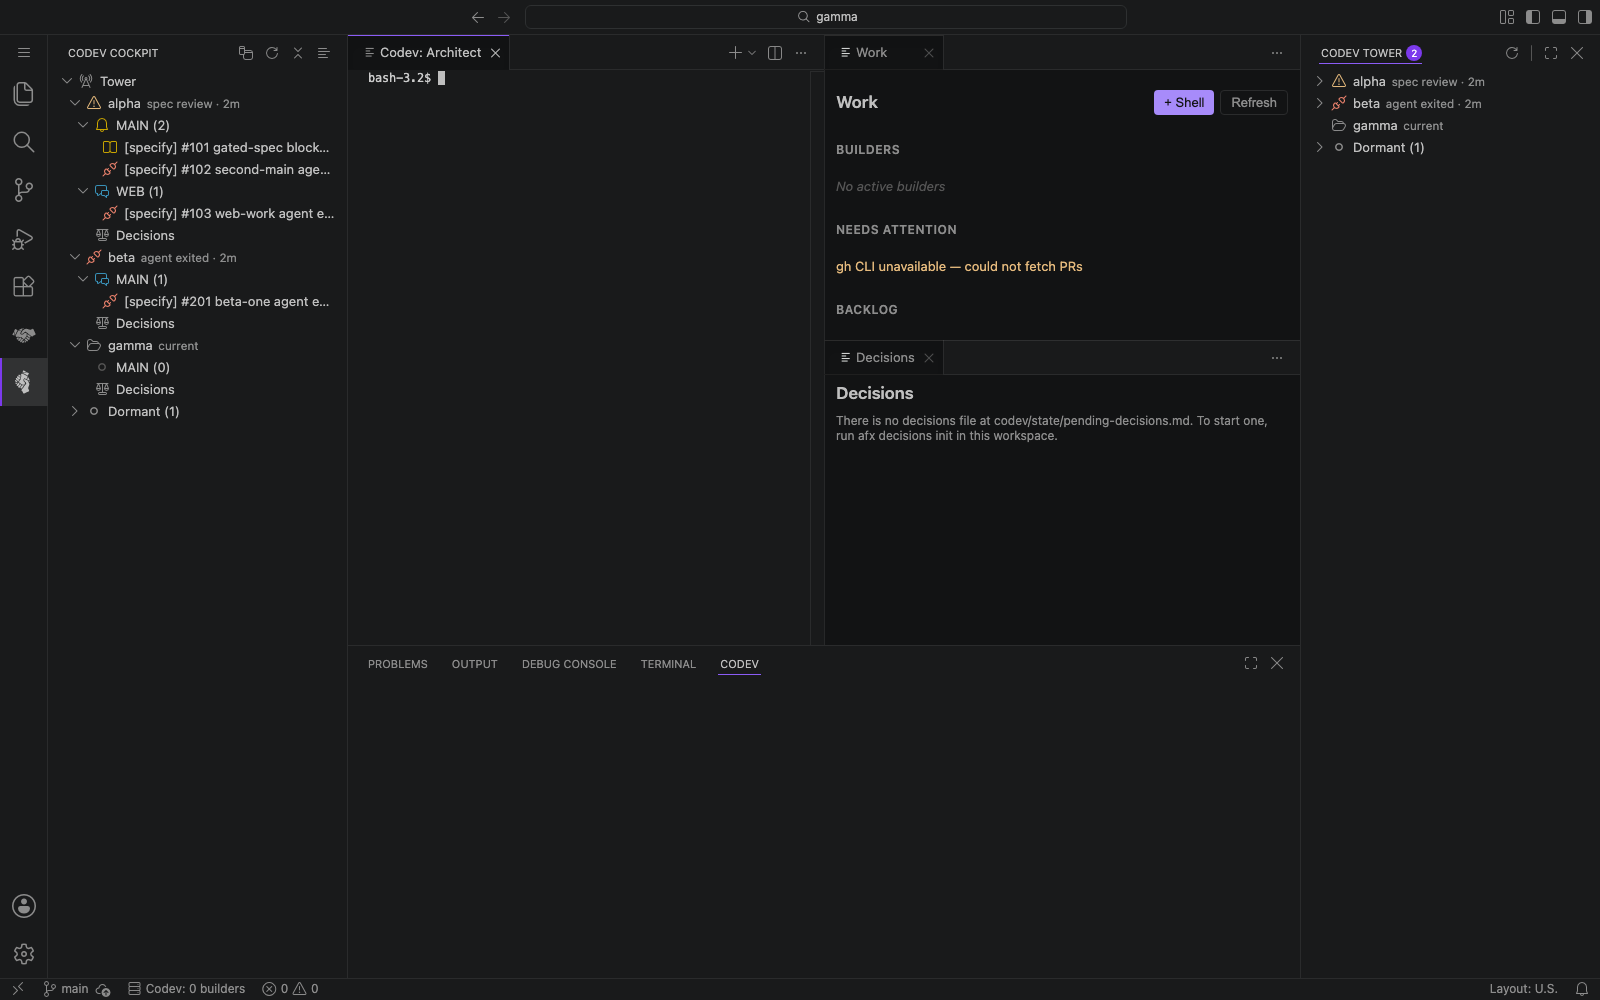 gamma
CODEV COCKPIT
Tower
alpha spec review · 2m
MAIN (2)
[specify] #101 gated-spec block...
[specify] #102 second-main age...
WEB (1)
[specify] #103 web-work agent e...
Decisions
beta agent exited · 2m
MAIN (1)
[specify] #201 beta-one agent e...
Decisions
gamma current
MAIN (0)
Decisions
Dormant (1)
Codev: Architect
bash-3.2$
Work
Work
+ Shell
Refresh
BUILDERS
No active builders
NEEDS ATTENTION
gh CLI unavailable — could not fetch PRs
BACKLOG
Decisions
Decisions
There is no decisions file at codev/state/pending-decisions.md. To start one,
run afx decisions init in this workspace.
PROBLEMS
OUTPUT
DEBUG CONSOLE
TERMINAL
CODEV
CODEV TOWER 2
alpha spec review · 2m
beta agent exited · 2m
gamma current
Dormant (1)
main
Codev: 0 builders
0
0
Layout: U.S.